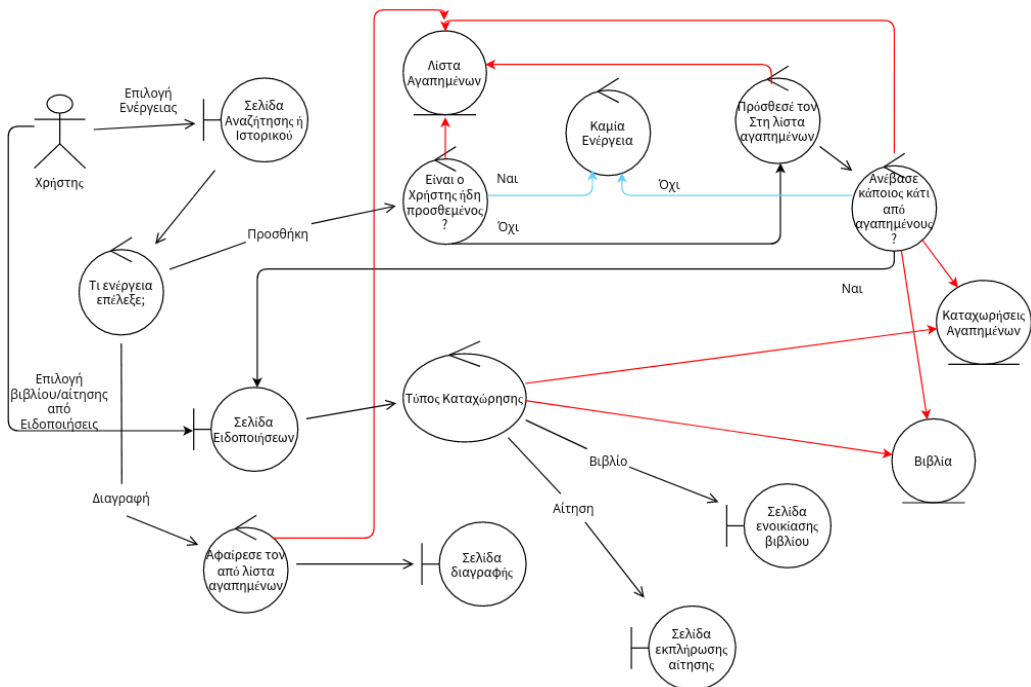 Λίστα
Αγαπημένων
Επιλογή
Ενέργειας
Σελίδα
Αναζήτησης ή
Ιστορικού
Πρόσθεσέ τον
Στη λίστα
αγαπημένων
Καμία
Ενέργεια
Χρήστης
Είναι ο
Χρήστης ήδη
προσθεμένος
?
Ναι
Όχι
Όχι
Ανέβασε
κάποιος κάτι
από
αγαπημένους
?
Προσθήκη
Τι ενέργεια
επέλεξε;
Ναι
Καταχωρήσεις
Αγαπημένων
Επιλογή
βιβλίου/αίτησης
από
Ειδοποιήσεις
Σελίδα
Ειδοποιήσεων
Τύπος Καταχώρησης
Βιβλίο
Βιβλία
Διαγραφή
Αίτηση
Σελίδα
ενοικίασης
βιβλίου
Αφαίρεσε τον
από λίστα
αγαπημένων
Σελίδα
διαγραφής
Σελίδα
εκπλήρωσης
αίτησης